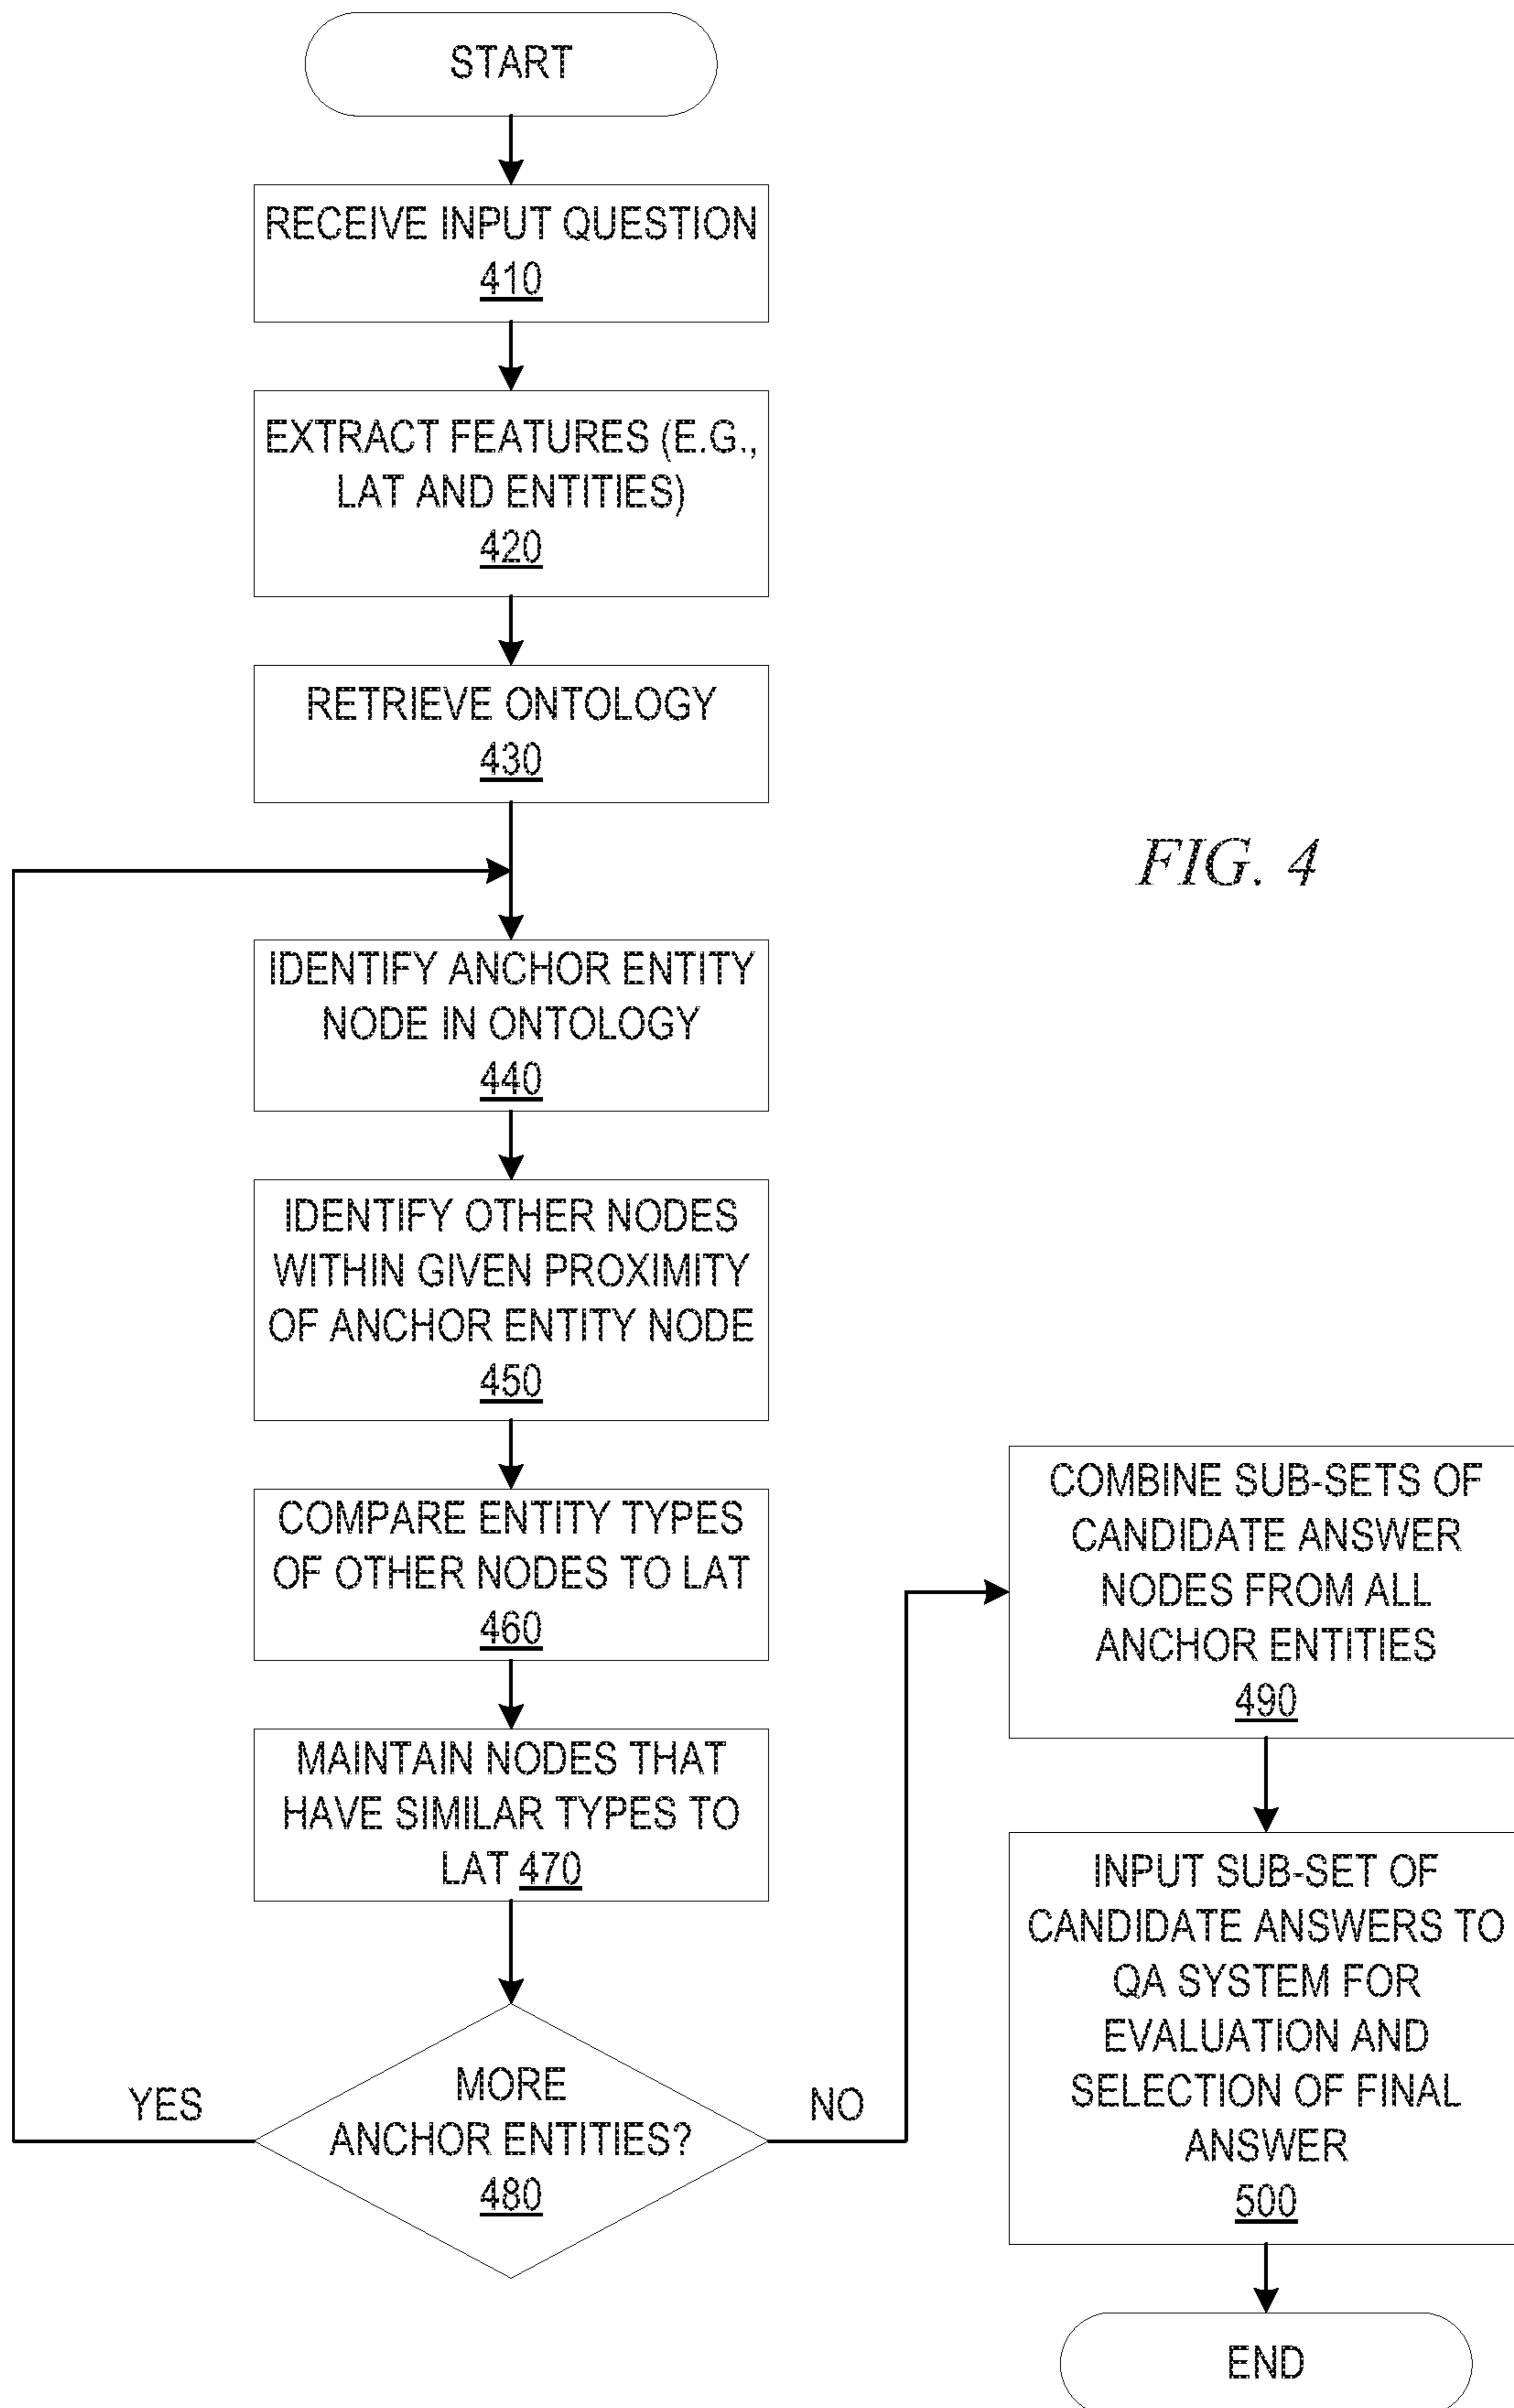 START
RECEIVE INPUT QUESTION
410
EXTRACT FEATURES (E.G.,
LAT AND ENTITIES)
420
RETRIEVE ONTOLOGY
430
FIG. 4
IDENTIFY ANCHOR ENTITY
NODE IN ONTOLOGY
440
IDENTIFY OTHER NODES
WITHIN GIVEN PROXIMITY
OF ANCHOR ENTITY NODE
450
COMPARE ENTITY TYPES
OF OTHER NODES TO LAT
460
MAINTAIN NODES THAT
HAVE SIMILAR TYPES TO
LAT 470
MORE
ANCHOR ENTITIES?
480
YES
NO
COMBINE SUB-SETS OF
CANDIDATE ANSWER
NODES FROM ALL
ANCHOR ENTITIES
490
INPUT SUB-SET OF
CANDIDATE ANSWERS TO
QA SYSTEM FOR
EVALUATION AND
SELECTION OF FINAL
ANSWER
500
END